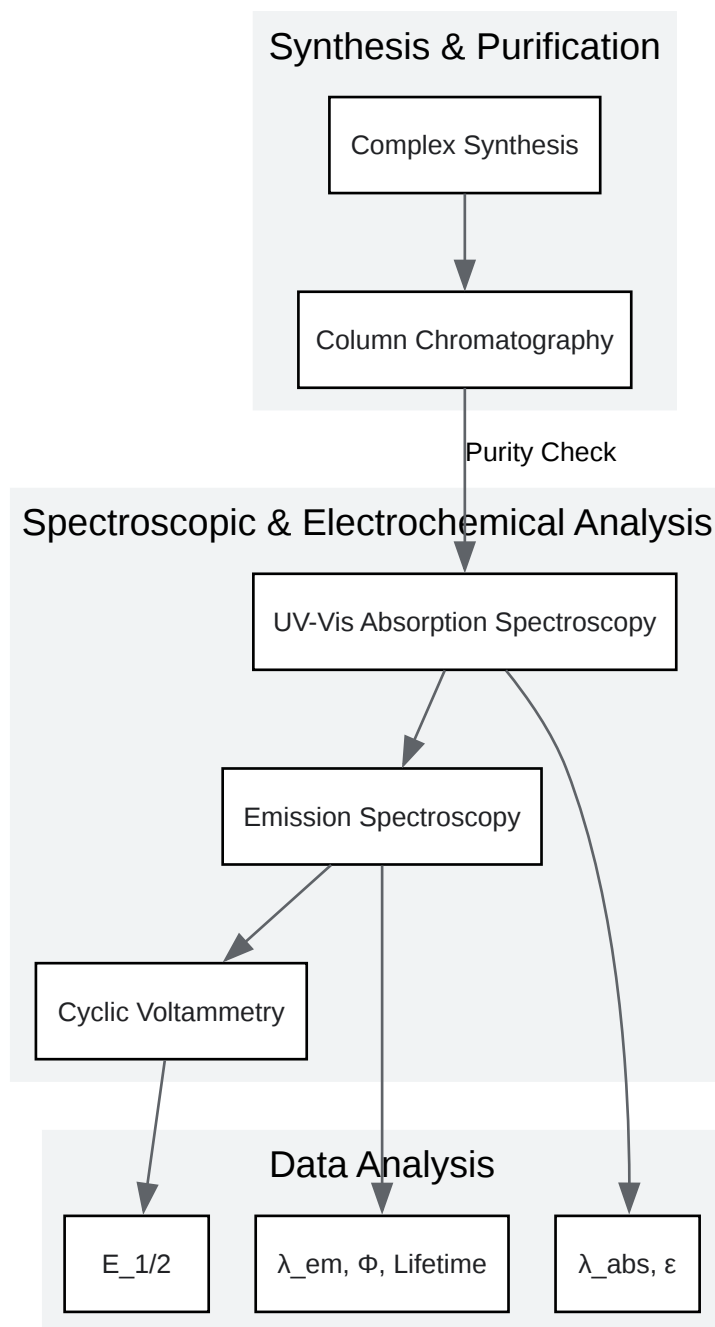 Synthesis & Purification
Complex Synthesis
Column Chromatography
Purity Check
Spectroscopic & Electrochemical Analysis
UV-Vis Absorption Spectroscopy
Emission Spectroscopy
Cyclic Voltammetry
Data Analysis
E_1/2
λ_em, Φ, Lifetime
λ_abs, ε